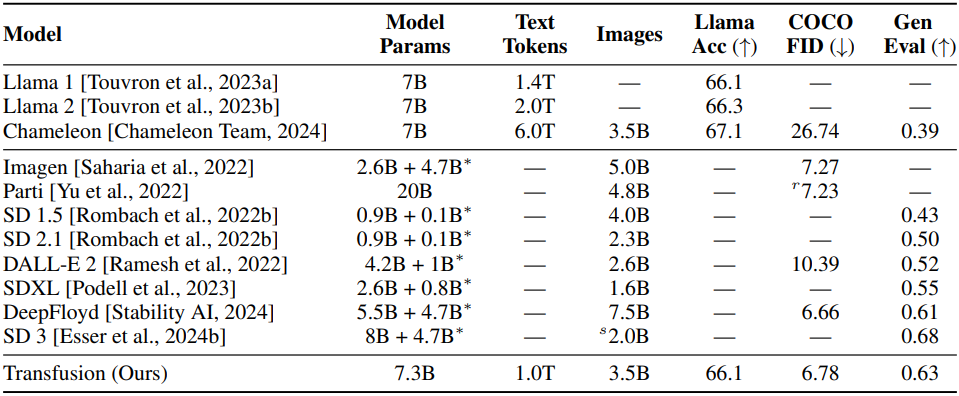 Model Model Params Text Tokens Images Llama Acc (↑) COCO FID (↓) Gen Eval (↑)
Llama 1 [Touvron et al., 2023a] 7B 1.4T — 66.1 — —
Llama 2 [Touvron et al., 2023b] 7B 2.0T — 66.3 — —
Chameleon [Chameleon Team, 2024] 7B 6.0T 3.5B 67.1 26.74 0.39
Imagen [Saharia et al., 2022] 2.6B + 4.7B* — 5.0B — 7.27 —
Parti [Yu et al., 2022] 20B — 4.8B — r7.23 —
SD 1.5 [Rombach et al., 2022b] 0.9B + 0.1B* — 4.0B — — 0.43
SD 2.1 [Rombach et al., 2022b] 0.9B + 0.1B* — 2.3B — — 0.50
DALL-E 2 [Ramesh et al., 2022] 4.2B + 1B* — 2.6B — 10.39 0.52
SDXL [Podell et al., 2023] 2.6B + 0.8B* — 1.6B — — 0.55
DeepFloyd [Stability AI, 2024] 5.5B + 4.7B* — 7.5B — 6.66 0.61
SD 3 [Esser et al., 2024b] 8B + 4.7B* — s2.0B — — 0.68
Transfusion (Ours) 7.3B 1.0T 3.5B 66.1 6.78 0.63